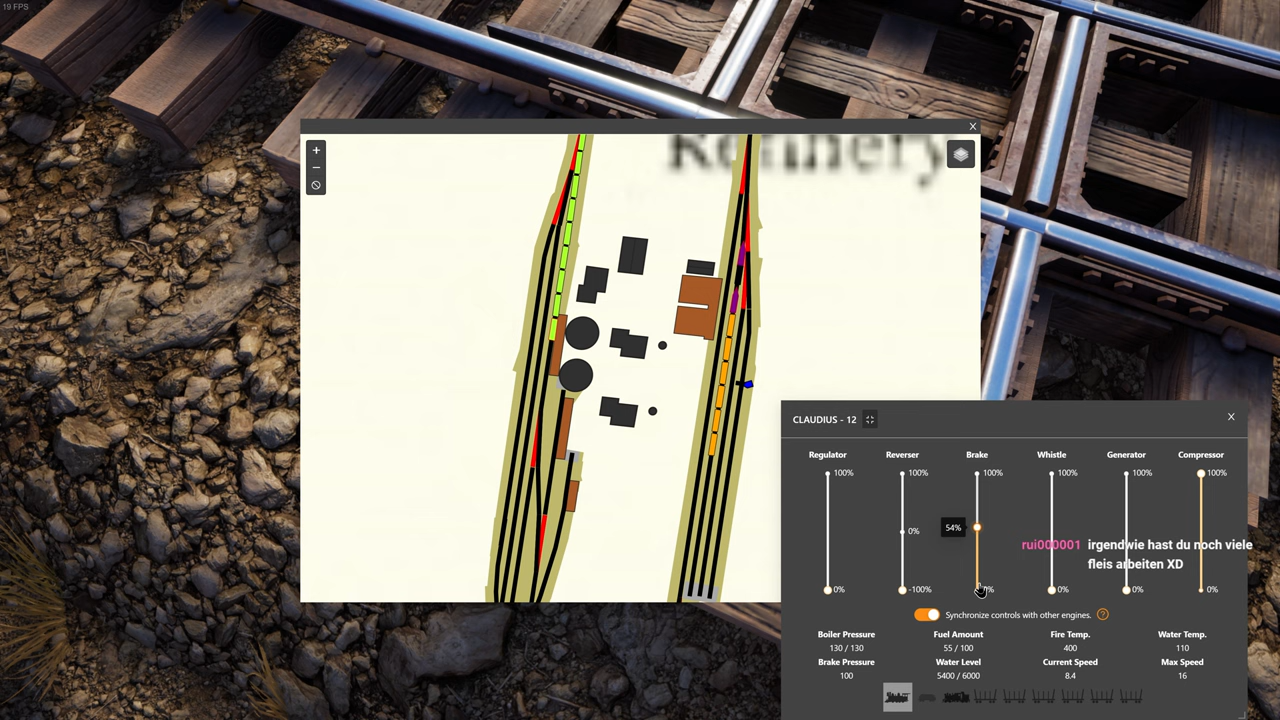 19 FPS
X
+
−
Refinery
CLAUDIUS - 12
×
Regulator Reverser Brake Whistle Generator Compressor
100% 100% 100% 100% 100% 100%
54% 0%
rui000001 irgendwie hast du noch viele
fleis arbeiten XD
0% -100% 0% 0% 0% 0%
Synchronize controls with other engines. ?
Boiler Pressure Fuel Amount Fire Temp. Water Temp.
130 / 130 55 / 100 400 110
Brake Pressure Water Level Current Speed Max Speed
100 5400 / 6000 8.4 16